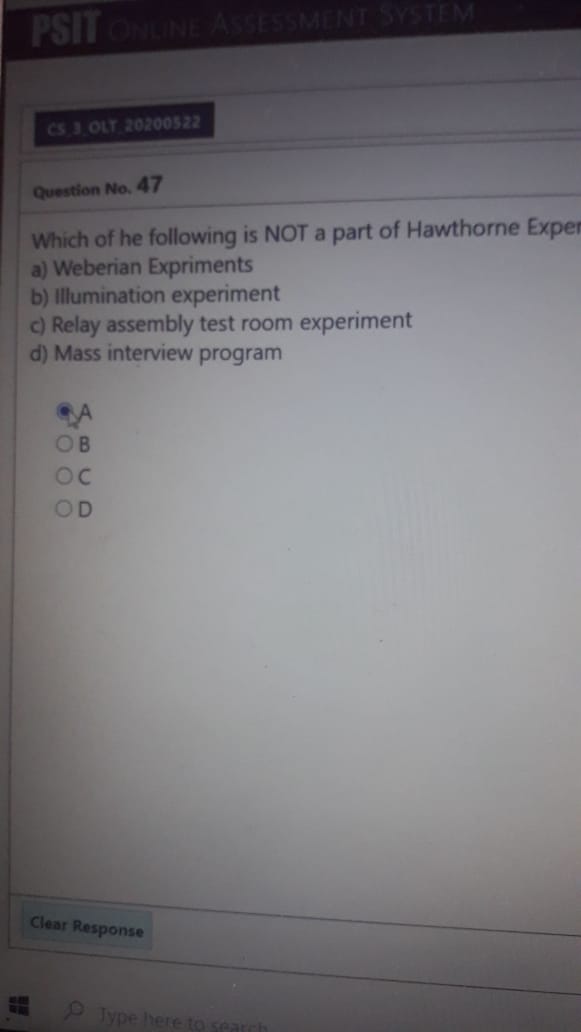 PSIT ONLINE ASSESSMENT SYSTEM
CS_3_OLT_20200522
Question No. 47
Which of he following is NOT a part of Hawthorne Exper
a) Weberian Expriments
b) Illumination experiment
c) Relay assembly test room experiment
d) Mass interview program
A
B
C
D
Clear Response
Type here to search